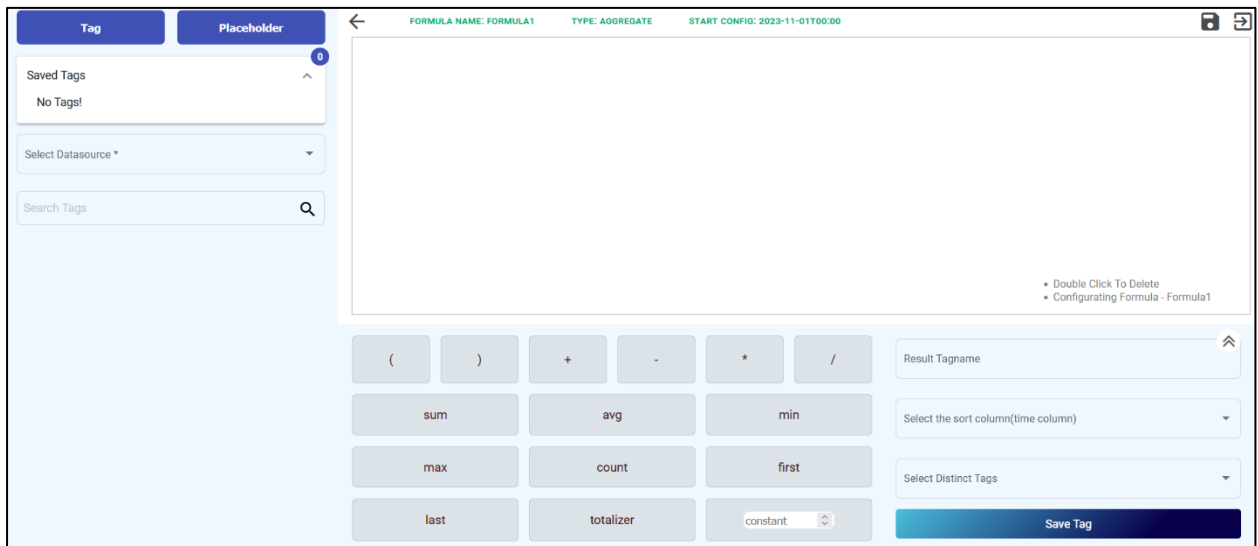 Tag
Placeholder
0
Saved Tags
No Tags!
Select Datasource *
Search Tags
FORMULA NAME: FORMULA1
TYPE: AGGREGATE
START CONFIG: 2023-11-01T00:00
Double Click To Delete
Configurating Formula - Formula1
( ) + - * /
sum avg min
max count first
last totalizer constant
Result Tagname
Select the sort column(time column)
Select Distinct Tags
Save Tag